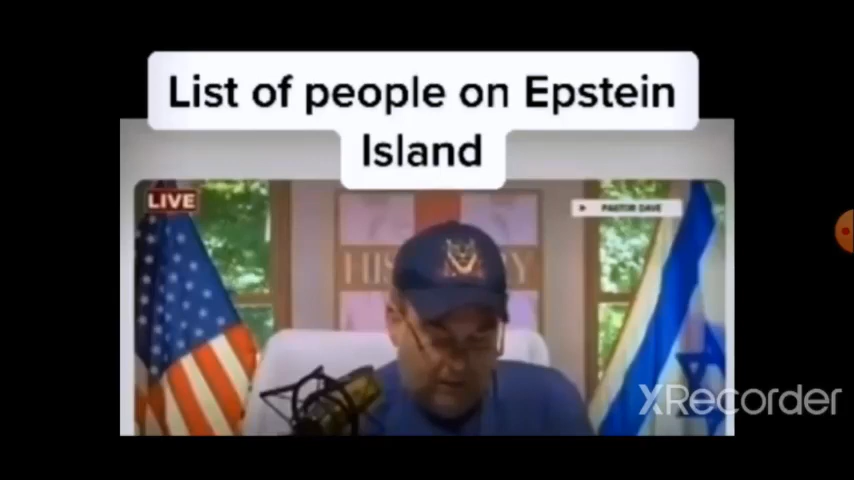 List of people on Epstein
Island
LIVE
PASTOR DAVE
XRecorder